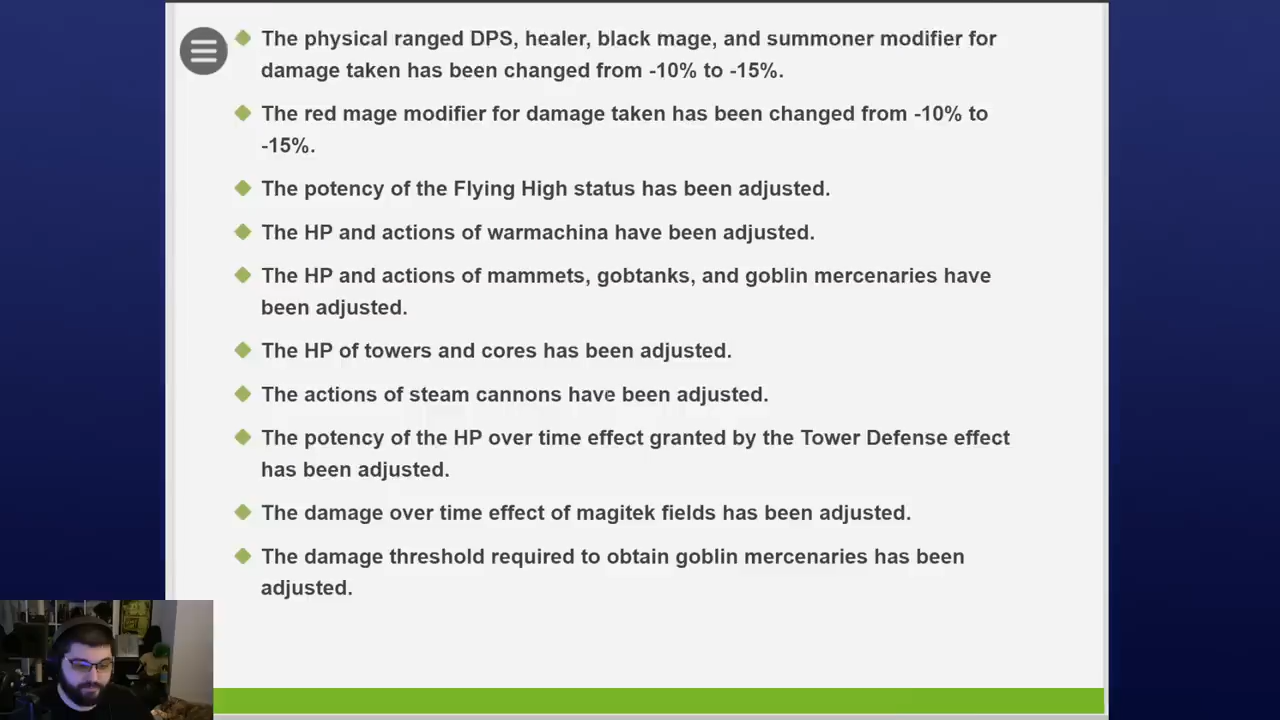 The physical ranged DPS, healer, black mage, and summoner modifier for
damage taken has been changed from -10% to -15%.
The red mage modifier for damage taken has been changed from -10% to
-15%.
The potency of the Flying High status has been adjusted.
The HP and actions of warmachina have been adjusted.
The HP and actions of mammets, gobtanks, and goblin mercenaries have
been adjusted.
The HP of towers and cores has been adjusted.
The actions of steam cannons have been adjusted.
The potency of the HP over time effect granted by the Tower Defense effect
has been adjusted.
The damage over time effect of magitek fields has been adjusted.
The damage threshold required to obtain goblin mercenaries has been
adjusted.